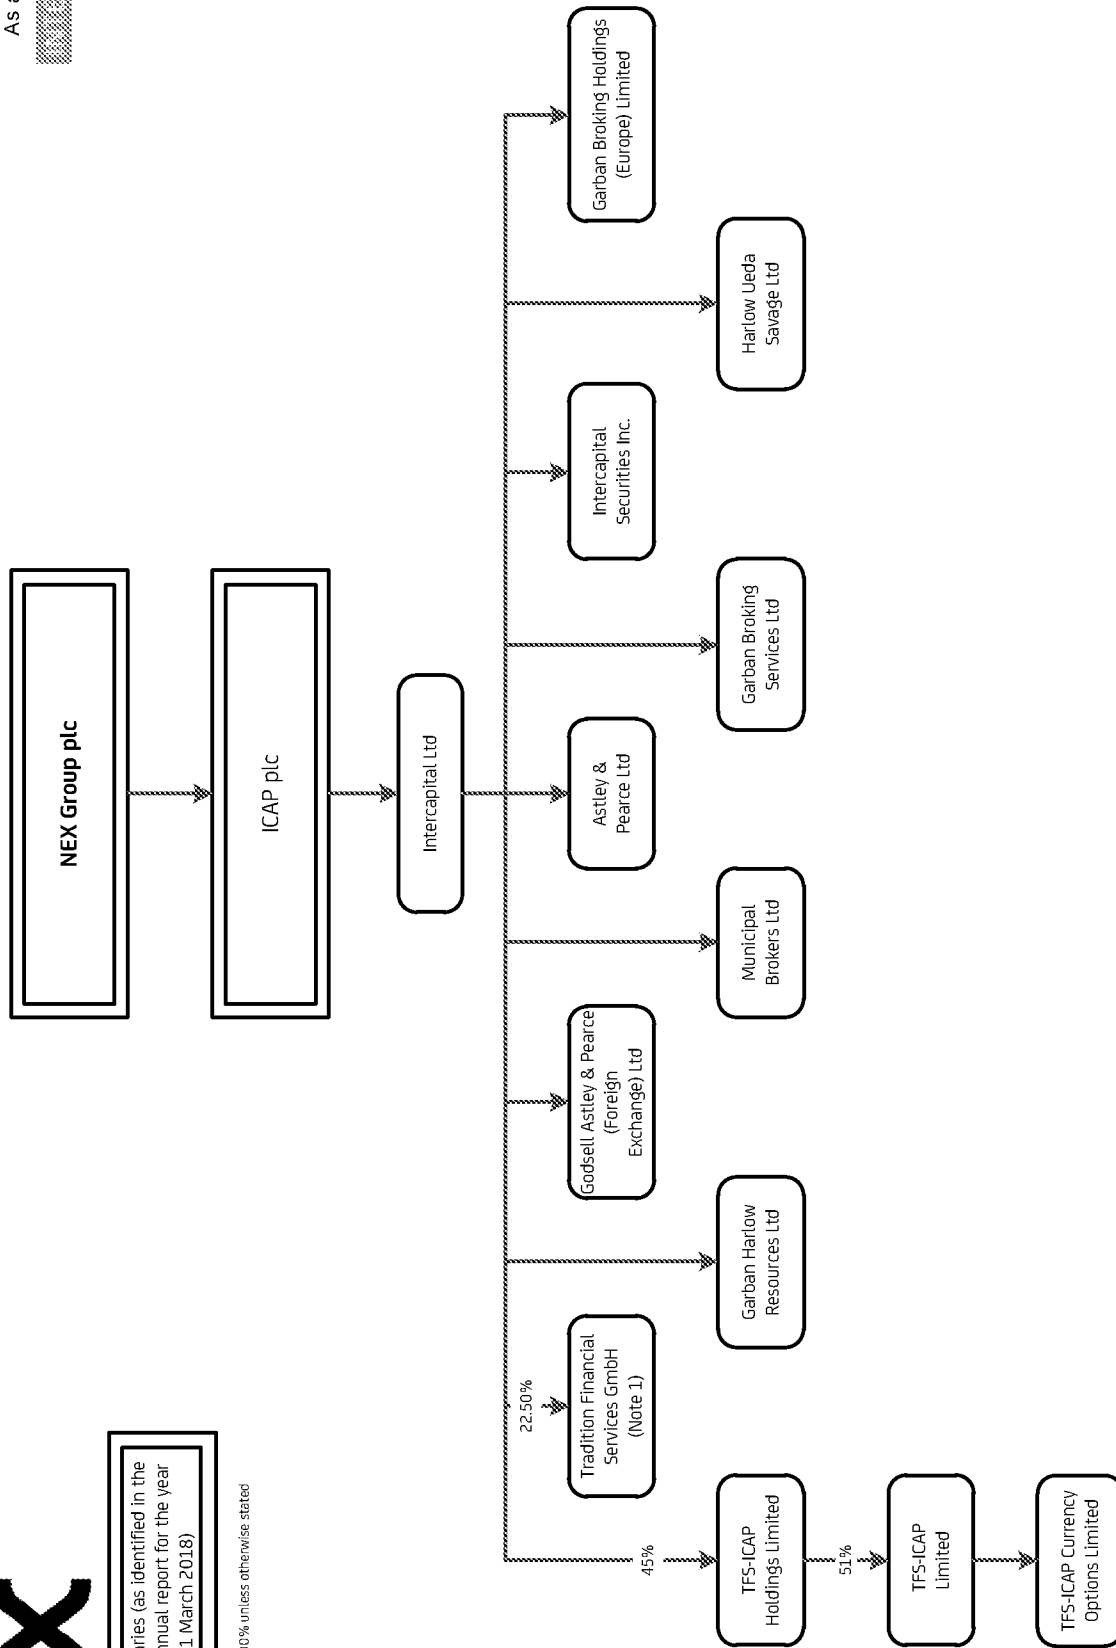 As a
NEX Group plc
ICAP plc
Intercapital Ltd
aries (as identified in the
nnual report for the year
1 March 2018)
00% unless otherwise stated
45%
22.50%
Tradition Financial
Services GmbH
(Note 1)
Godsell Astley & Pearce
(Foreign
Exchange) Ltd
Astley &
Pearce Ltd
Intercapital
Securities Inc.
Garban Broking Holdings
(Europe) Limited
TFS-ICAP
Holdings Limited
Garban Harlow
Resources Ltd
Municipal
Brokers Ltd
Garban Broking
Services Ltd
Harlow Ueda
Savage Ltd
51%
TFS-ICAP
Limited
TFS-ICAP Currency
Options Limited